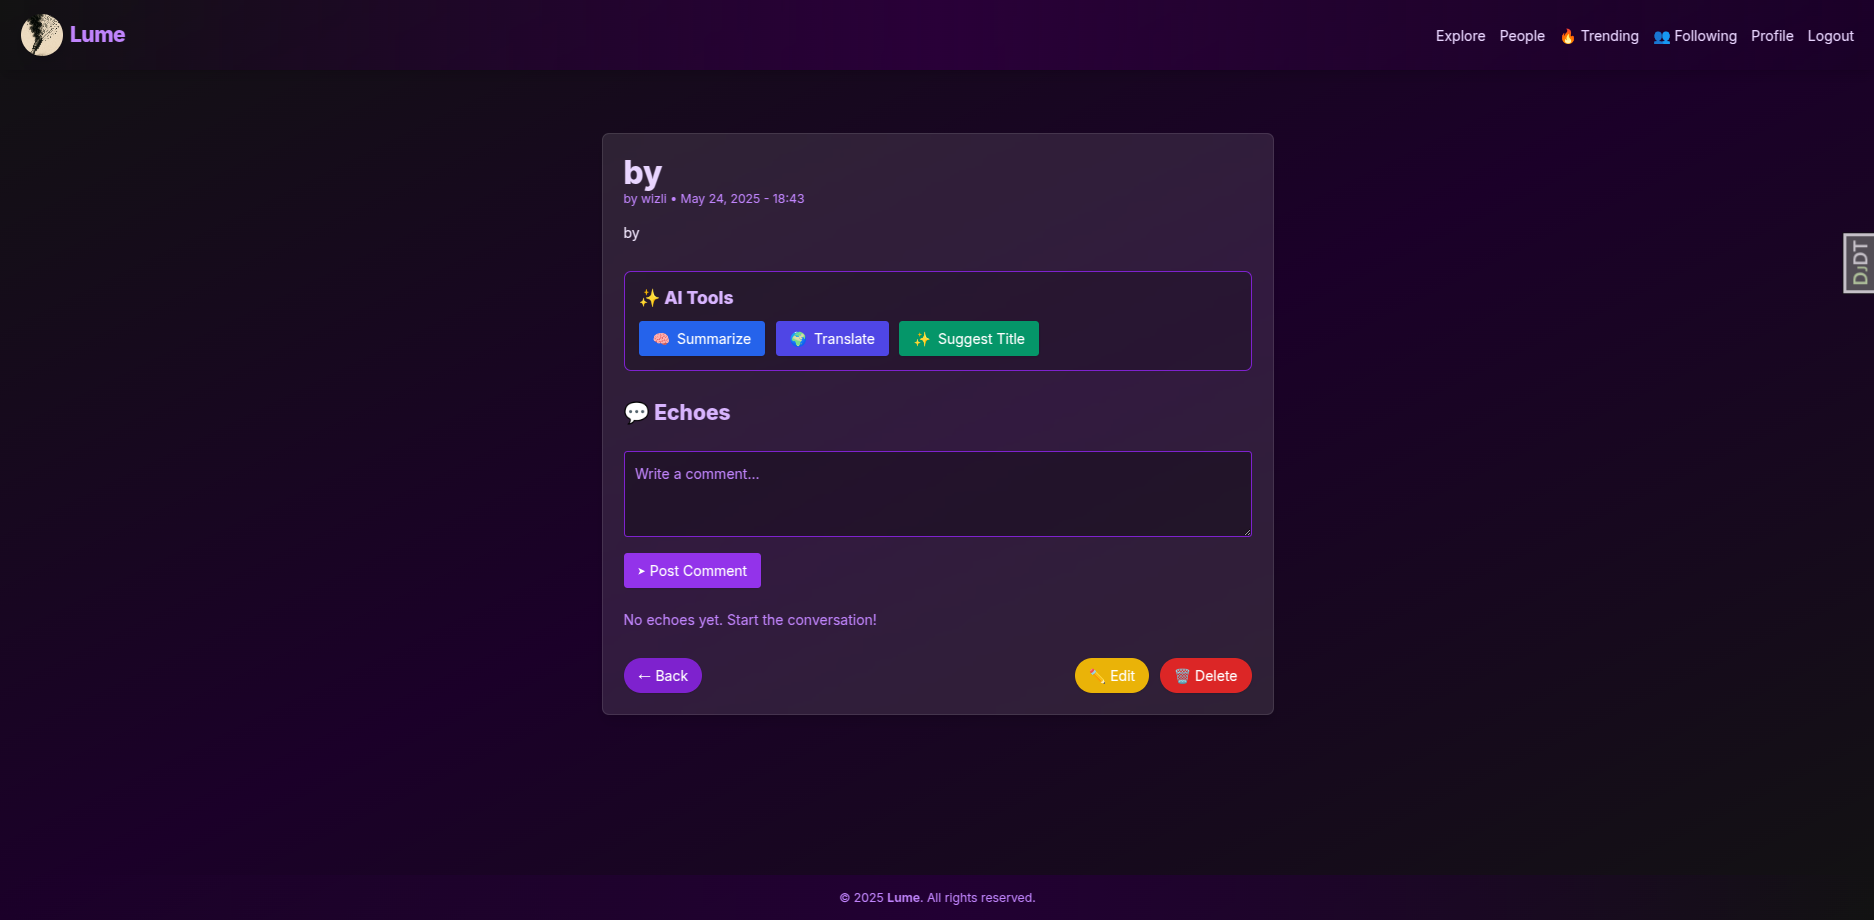 Lume
Explore People 🔥 Trending 👥 Following Profile Logout
by
by wizli • May 24, 2025 - 18:43
by
✨ AI Tools
🧠 Summarize 🌍 Translate ✨ Suggest Title
💬 Echoes
Write a comment...
➤ Post Comment
No echoes yet. Start the conversation!
← Back ✏️ Edit 🗑️ Delete
DJDT
© 2025 Lume. All rights reserved.